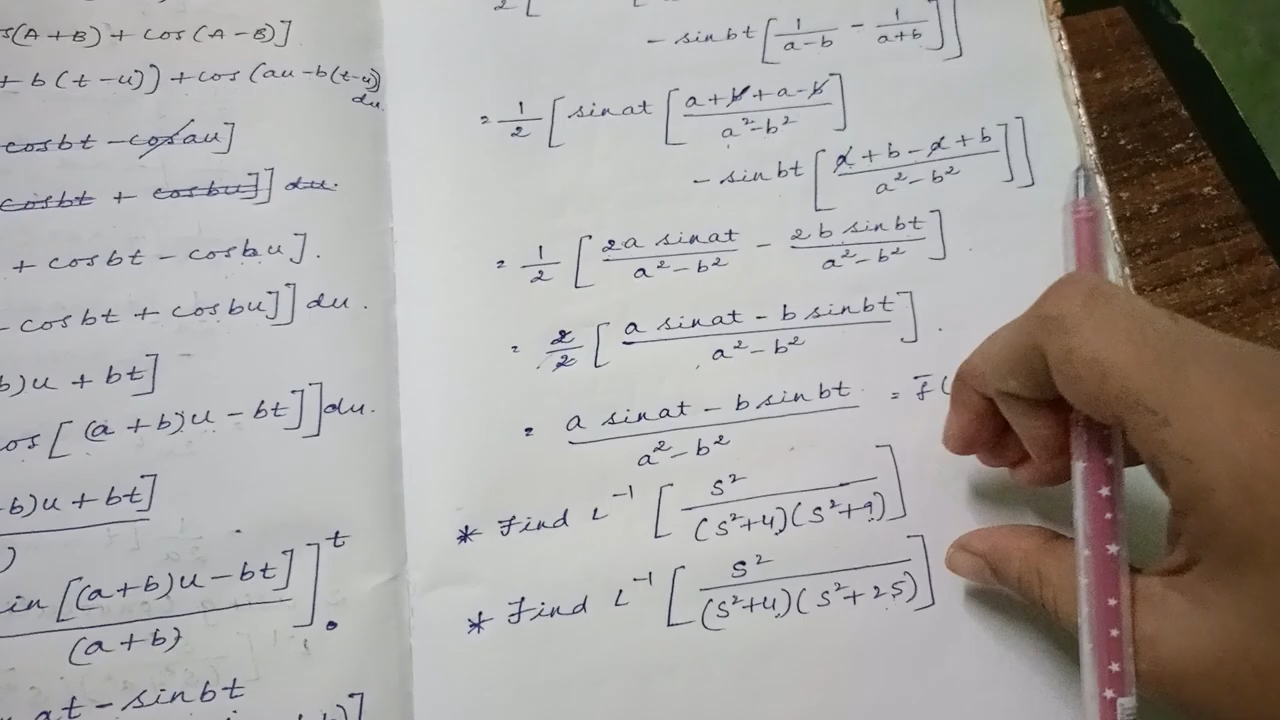 s(A+B) + cos(A-B)]
+ b(t-u)) + cos(au-b(t-u))
du
cosbt - cosau]
cosbt + cosbu]] du.
+ cosbt - cosbu].
- cosbt + cosbu]] du.
b)u + bt]
cos[(a+b)u - bt]]du.
-b)u + bt]
)
in [(a+b)u - bt]]^t
(a+b)
at - sinbt
2 [
- sinbt [1/(a-b) - 1/(a+b)]]
= 1/2 [sinat [(a+b+a-b)/(a²-b²)]
- sinbt [(a+b-a+b)/(a²-b²)]]
= 1/2 [2a sinat/(a²-b²) - 2b sinbt/(a²-b²)].
= 2/2 [(a sinat - b sinbt)/(a²-b²)].
= (a sinat - b sinbt)/(a²-b²) = f̄(
* Find L⁻¹ [s²/((s²+4)(s²+9))]
* Find L⁻¹ [s²/((s²+4)(s²+25))]